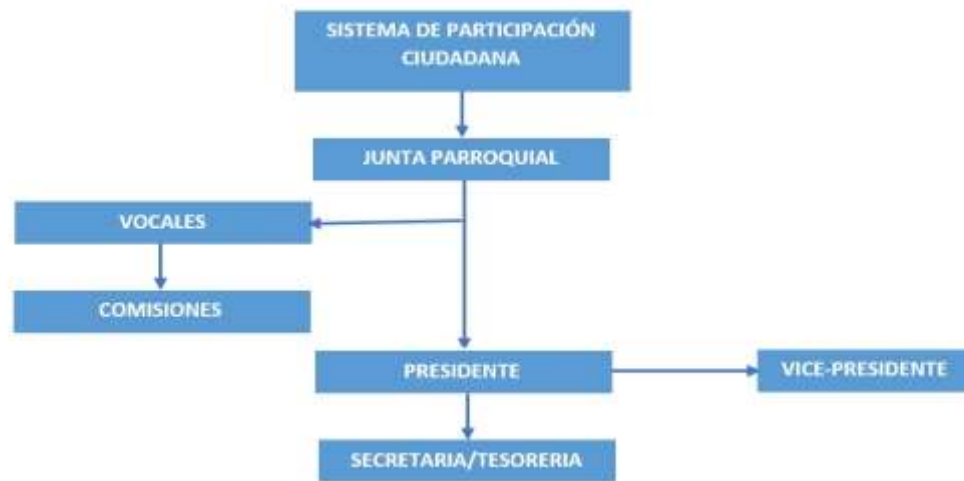 SISTEMA DE PARTICIPACIÓN
CIUDADANA
JUNTA PARROQUIAL
VOCALES
COMISIONES
PRESIDENTE
VICE-PRESIDENTE
SECRETARIA/TESORERIA